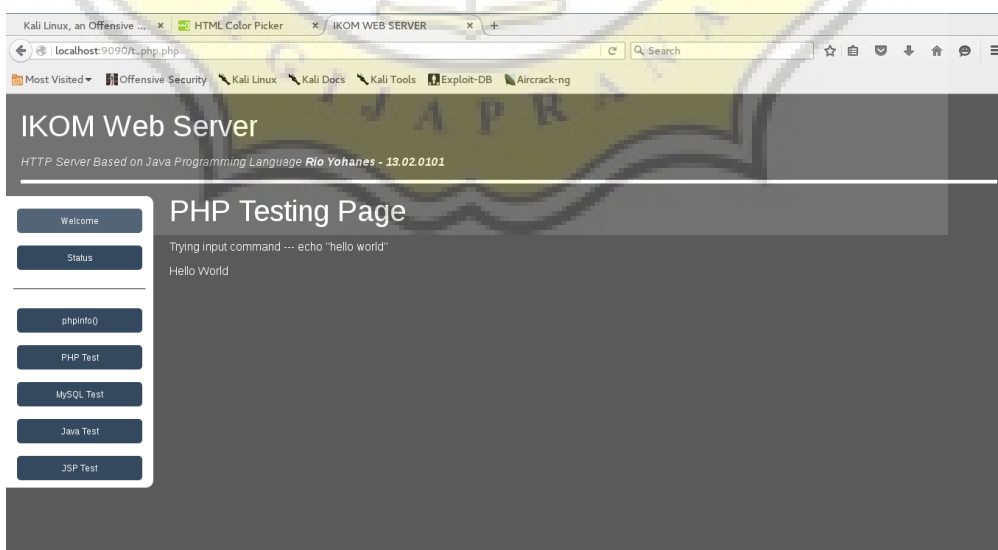 Kali Linux, an Offensive ... × HTML Color Picker × IKOM WEB SERVER × +
localhost:9090/t_php.php Search
Most Visited Offensive Security Kali Linux Kali Docs Kali Tools Exploit-DB Aircrack-ng
IKOM Web Server
HTTP Server Based on Java Programming Language Rio Yohanes - 13.02.0101
Welcome
Status
phpinfo()
PHP Test
MySQL Test
Java Test
JSP Test
PHP Testing Page
Trying input command --- echo "hello world"
Hello World
JAPRA